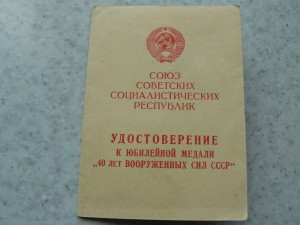 СОЮЗ
СОВЕТСКИХ
СОЦИАЛИСТИЧЕСКИХ
РЕСПУБЛИК
УДОСТОВЕРЕНИЕ
К ЮБИЛЕЙНОЙ МЕДАЛИ
„40 ЛЕТ ВООРУЖЕННЫХ СИЛ СССР“